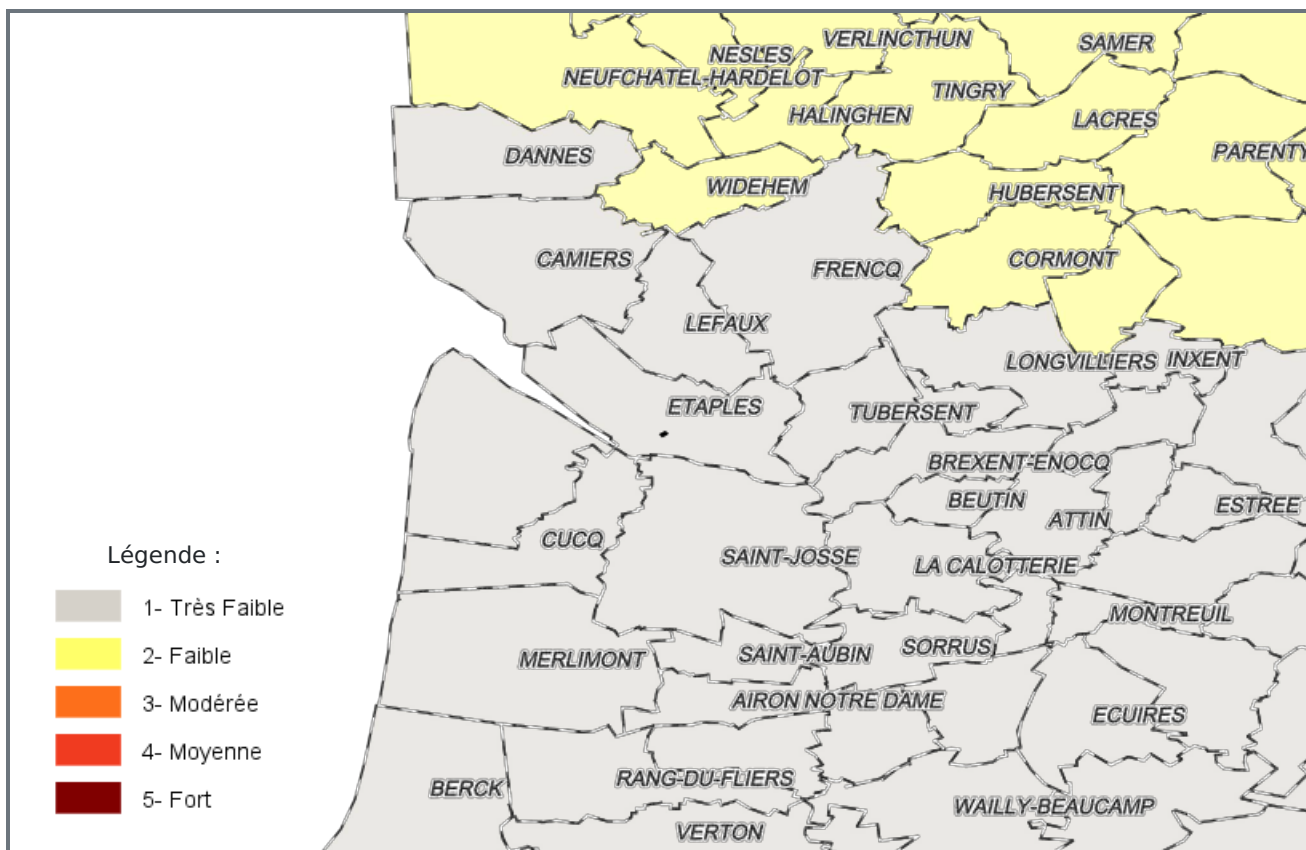 VERLINCTHUN
SAMER
NESLES
NEUFCHATEL-HARDELOT
TINGRY
HALINGHEN
LACRES
DANNES
PARENTY
WIDEHEM
HUBERSENT
CAMIERS
CORMONT
FRENCQ
LEFAUX
LONGVILLIERS
INXENT
ETAPLES
TUBERSENT
BREXENT-ENOCQ
BEUTIN
ESTREE
ATTIN
CUCQ
SAINT-JOSSE
LA CALOTTERIE
MONTREUIL
MERLIMONT
SAINT-AUBIN
SORRUS
AIRON NOTRE DAME
ECUIRES
BERCK
RANG-DU-FLIERS
WAILLY-BEAUCAMP
VERTON
Légende :
1- Très Faible
2- Faible
3- Modérée
4- Moyenne
5- Fort